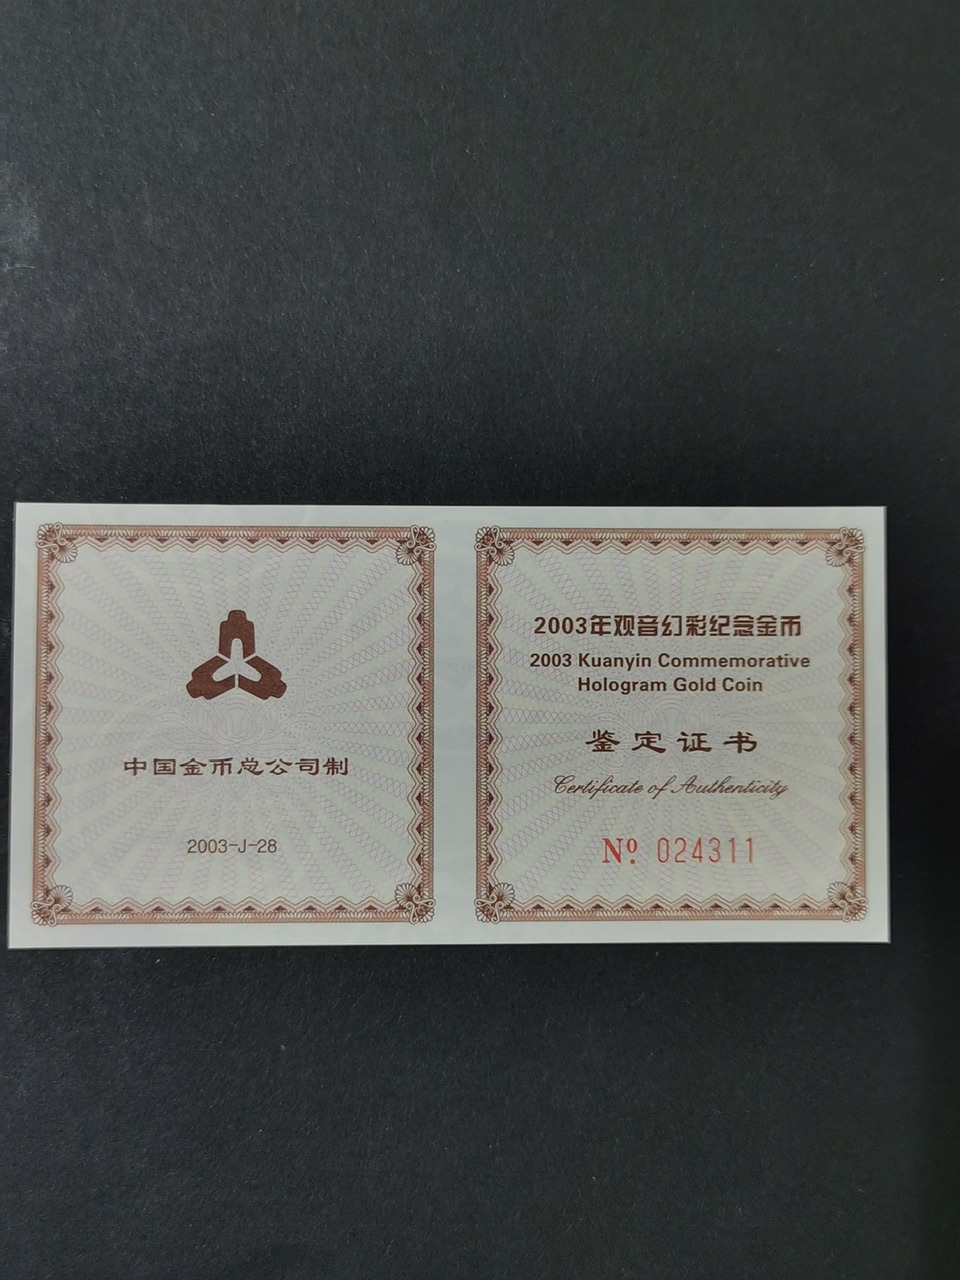 中国金币总公司制
2003-J-28
2003年观音幻彩纪念金币
2003 Kuanyin Commemorative
Hologram Gold Coin
鉴定证书
Certificate of Authenticity
Nº. 024311